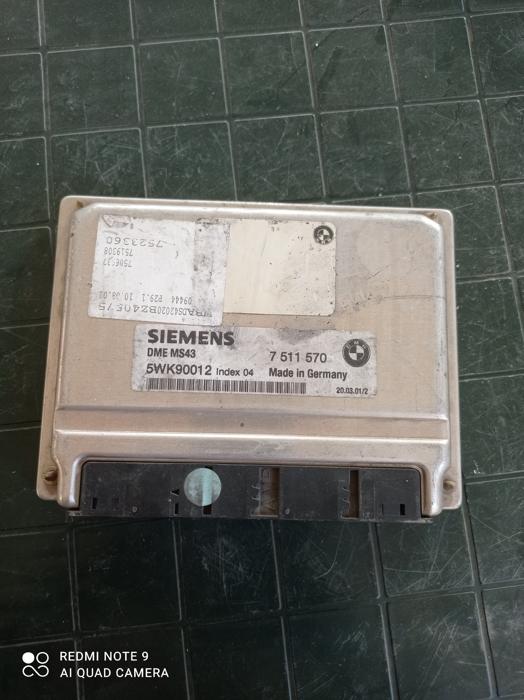 7523360
7519308
09444 P29.1 10.08.01
SIEMENS
DME MS43
7 511 570
5WK90012 Index 04
Made in Germany
20.03.01/2
REDMI NOTE 9
AI QUAD CAMERA